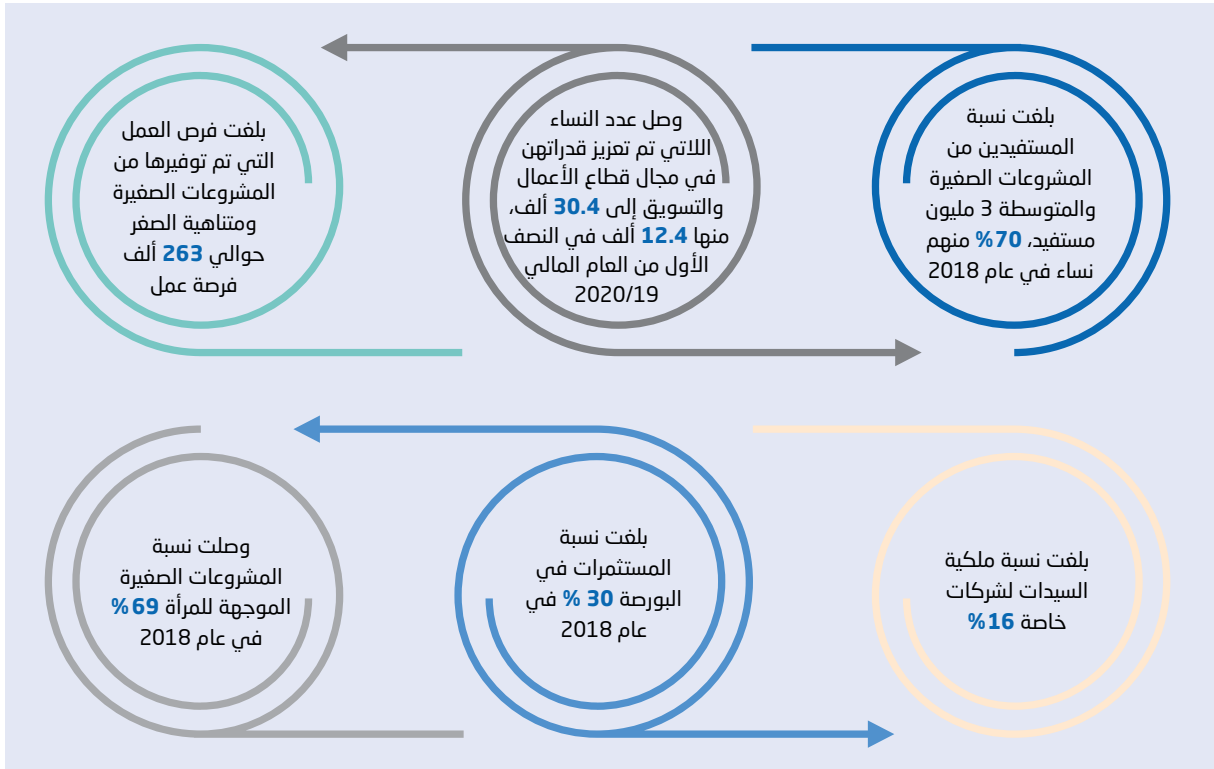 بلغت نسبة
المستفيدين من
المشروعات الصغيرة
والمتوسطة 3 مليون
مستفيد، 70% منهم
نساء في عام 2018
وصل عدد النساء
اللاتي تم تعزيز قدراتهن
في مجال قطاع الأعمال
والتسويق إلى 30.4 ألف،
منها 12.4 ألف في النصف
الأول من العام المالي
2020/19
بلغت فرص العمل
التي تم توفيرها من
المشروعات الصغيرة
ومتناهية الصغر
حوالي 263 ألف
فرصة عمل
بلغت نسبة ملكية
السيدات لشركات
خاصة 16%
بلغت نسبة
المستثمرات في
البورصة 30 % في
عام 2018
وصلت نسبة
المشروعات الصغيرة
الموجهة للمرأة 69%
في عام 2018